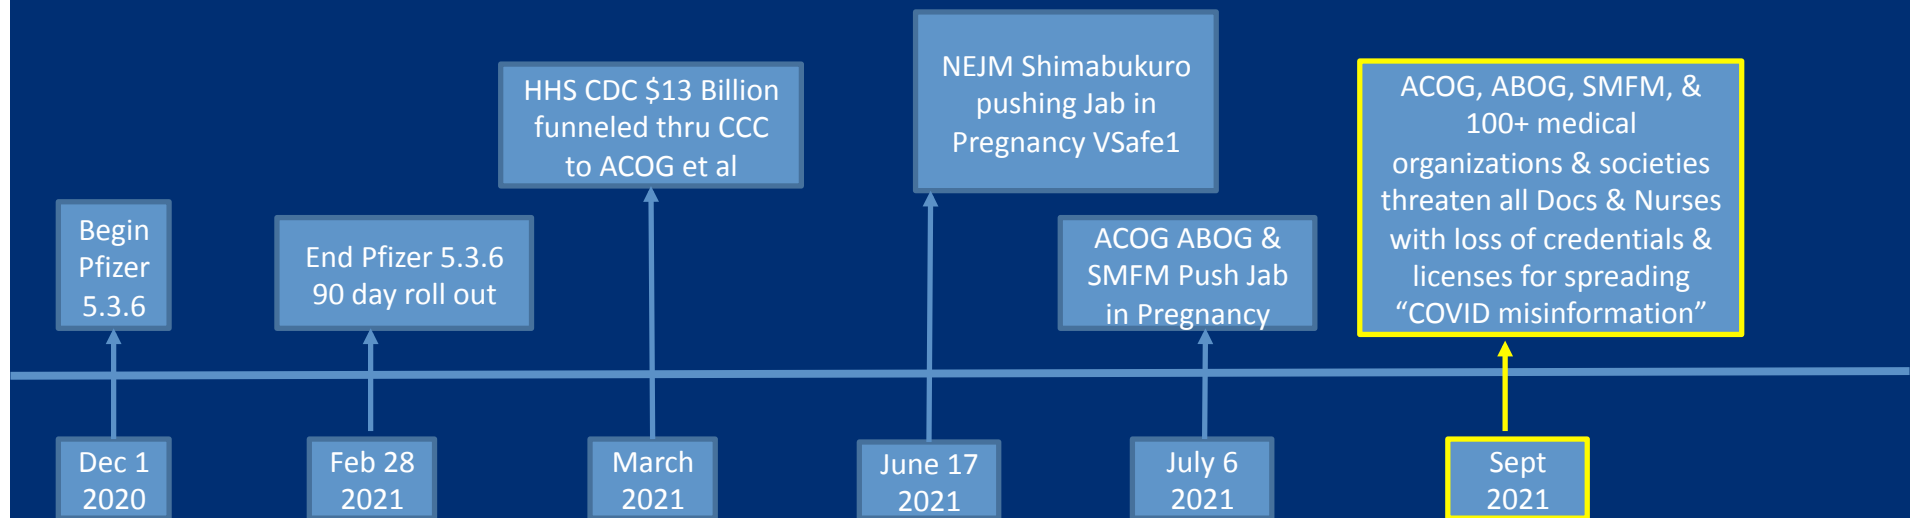 Begin
Pfizer
5.3.6
End Pfizer 5.3.6
90 day roll out
HHS CDC $13 Billion
funneled thru CCC
to ACOG et al
NEJM Shimabukuro
pushing Jab in
Pregnancy VSafe1
ACOG ABOG &
SMFM Push Jab
in Pregnancy
ACOG, ABOG, SMFM, &
100+ medical
organizations & societies
threaten all Docs & Nurses
with loss of credentials &
licenses for spreading
“COVID misinformation”
Dec 1
2020
Feb 28
2021
March
2021
June 17
2021
July 6
2021
Sept
2021